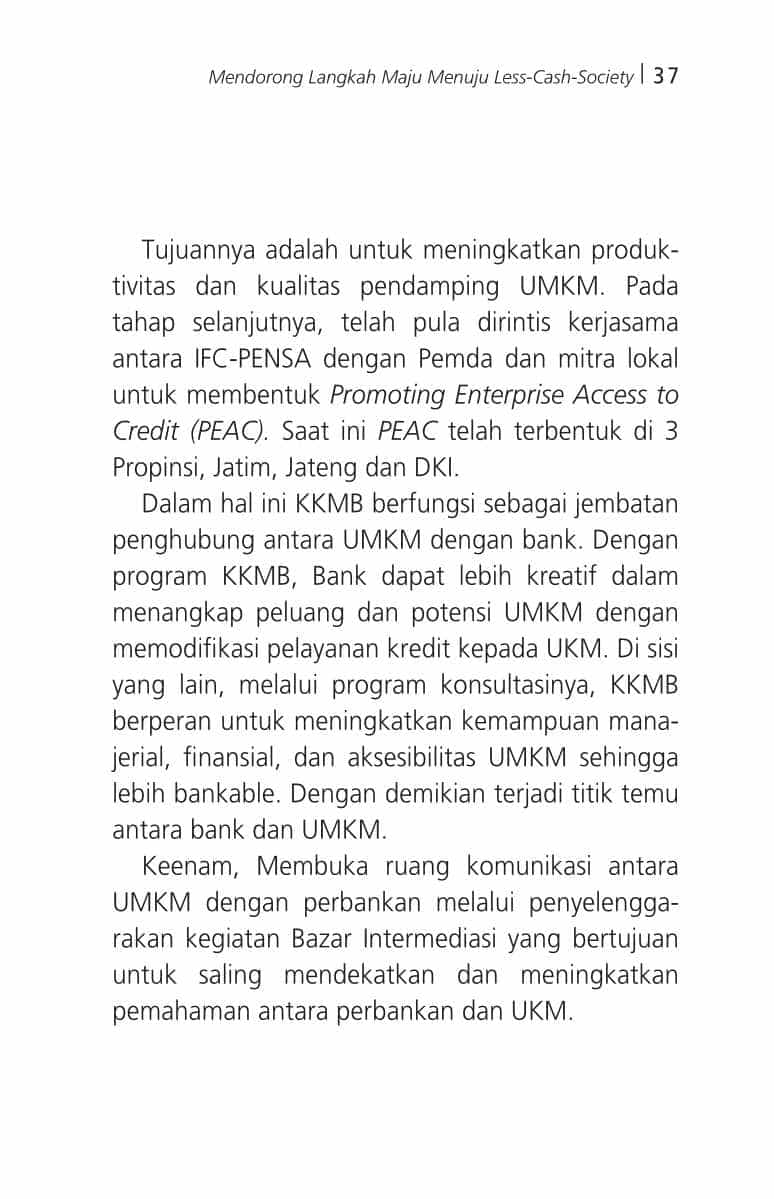 Mendorong Langkah Maju Menuju Less-Cash-Society | 37
Tujuannya adalah untuk meningkatkan produk-
tivitas dan kualitas pendamping UMKM. Pada
tahap selanjutnya, telah pula dirintis kerjasama
antara IFC-PENSA dengan Pemda dan mitra lokal
untuk membentuk Promoting Enterprise Access to
Credit (PEAC). Saat ini PEAC telah terbentuk di 3
Propinsi, Jatim, Jateng dan DKI.
Dalam hal ini KKMB berfungsi sebagai jembatan
penghubung antara UMKM dengan bank. Dengan
program KKMB, Bank dapat lebih kreatif dalam
menangkap peluang dan potensi UMKM dengan
memodifikasi pelayanan kredit kepada UKM. Di sisi
yang lain, melalui program konsultasinya, KKMB
berperan untuk meningkatkan kemampuan mana-
jerial, finansial, dan aksesibilitas UMKM sehingga
lebih bankable. Dengan demikian terjadi titik temu
antara bank dan UMKM.
Keenam, Membuka ruang komunikasi antara
UMKM dengan perbankan melalui penyelengga-
rakan kegiatan Bazar Intermediasi yang bertujuan
untuk saling mendekatkan dan meningkatkan
pemahaman antara perbankan dan UKM.